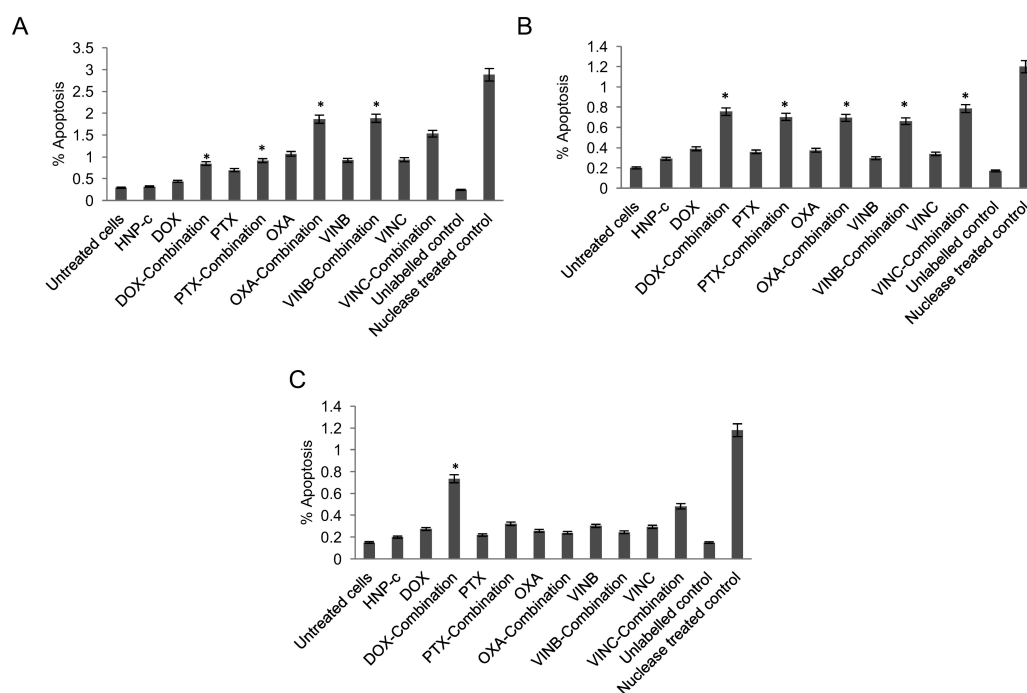 A
% Apoptosis
3.5
3
2.5
2
1.5
1
0.5
0
* * * *
Untreated cells
HNP-c
DOX
DOX-Combination
PTX
PTX-Combination
OXA
OXA-Combination
VINB
VINB-Combination
VINC
VINC-Combination
Unlabelled control
Nuclease treated control
B
% Apoptosis
1.4
1.2
1
0.8
0.6
0.4
0.2
0
* * * * *
Untreated cells
HNP-c
DOX
DOX-Combination
PTX
PTX-Combination
OXA
OXA-Combination
VINB
VINB-Combination
VINC
VINC-Combination
Unlabelled control
Nuclease treated control
C
% Apoptosis
1.4
1.2
1
0.8
0.6
0.4
0.2
0
*
Untreated cells
HNP-c
DOX
DOX-Combination
PTX
PTX-Combination
OXA
OXA-Combination
VINB
VINB-Combination
VINC
VINC-Combination
Unlabelled control
Nuclease treated control